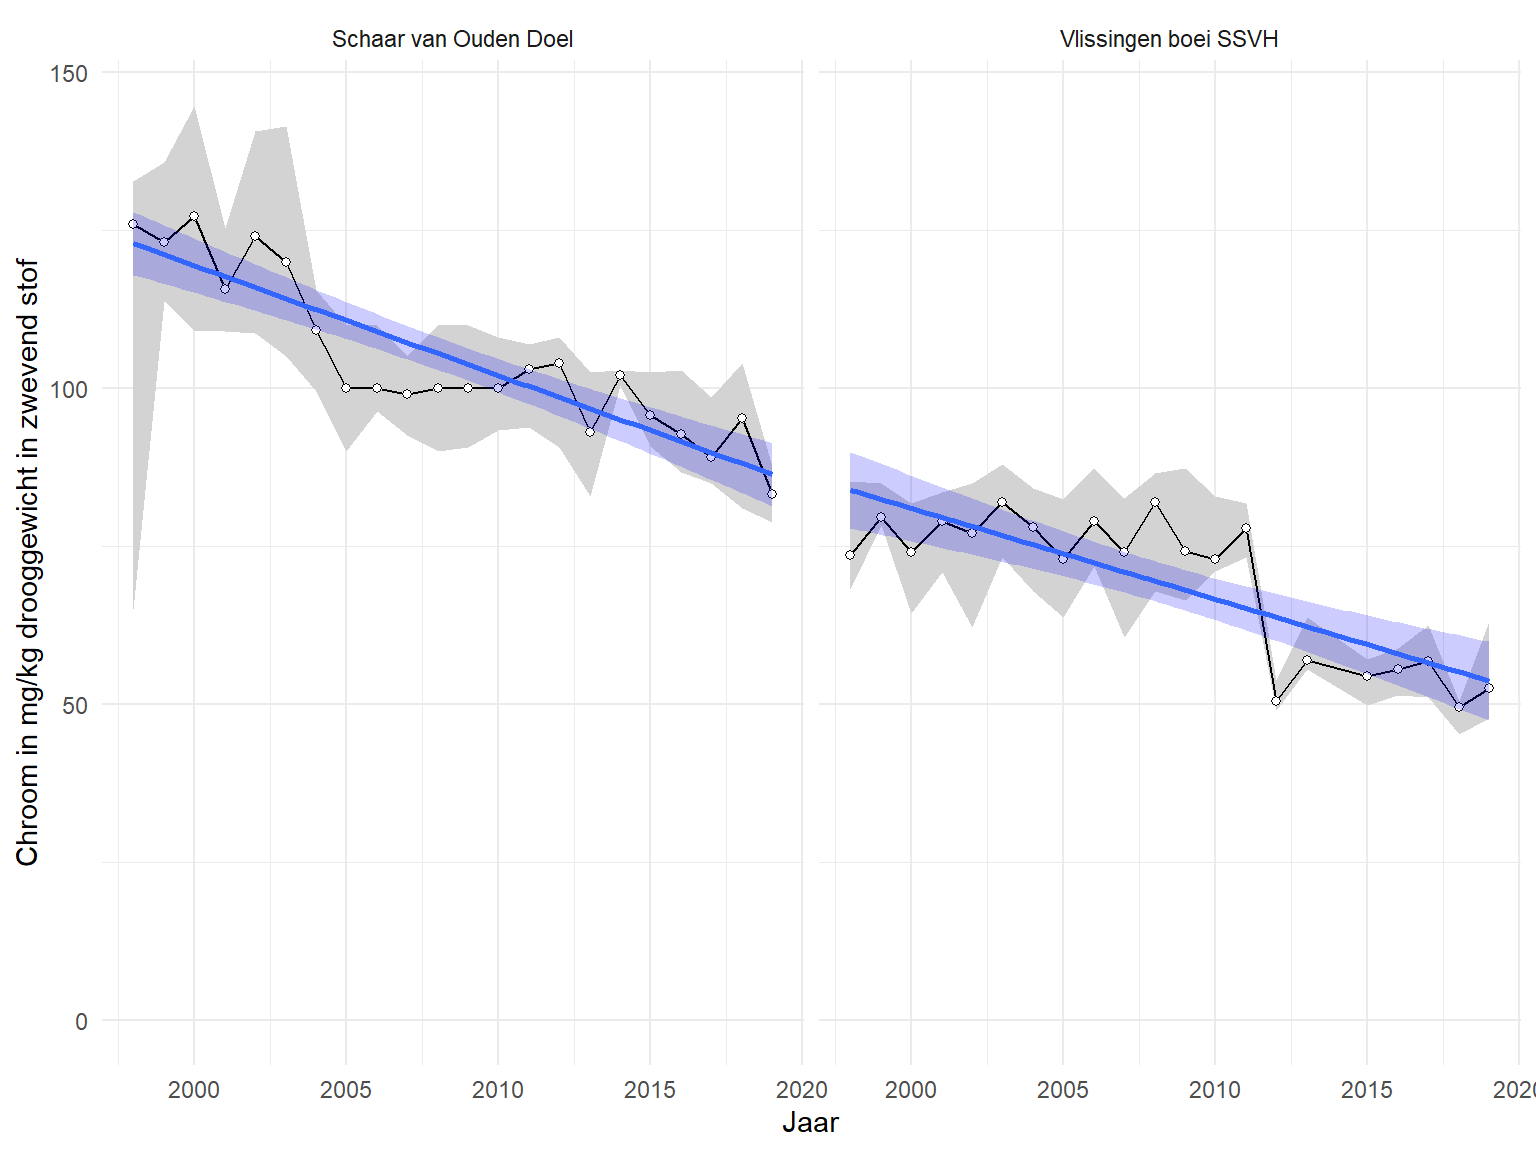 Schaar van Ouden Doel
Vlissingen boei SSVH
150
100
50
0
Chroom in mg/kg drooggewicht in zwevend stof
2000 2005 2010 2015 2020 2000 2005 2010 2015 2020
Jaar